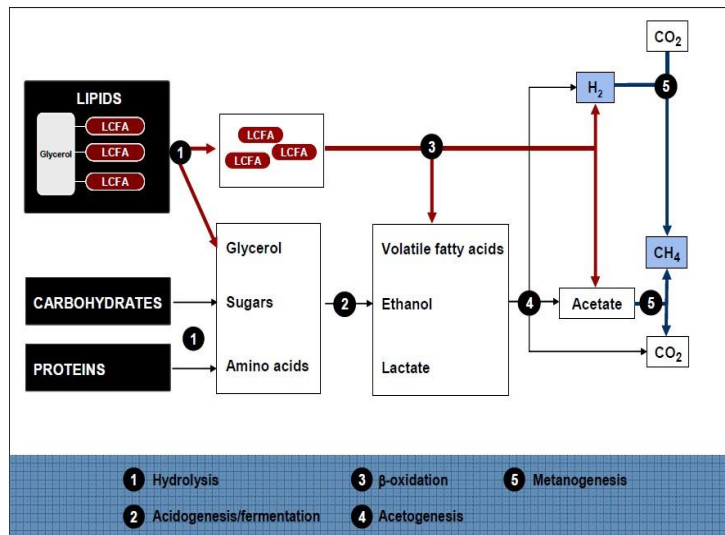 CO2
LIPIDS
H2
5
LCFA
LCFA
Glycerol
LCFA
1
LCFA
LCFA
3
LCFA
LCFA
Glycerol
Volatile fatty acids
CH4
CARBOHYDRATES
Sugars
2
Ethanol
4
Acetate
5
1
PROTEINS
Amino acids
Lactate
CO2
1 Hydrolysis
3 β-oxidation
5 Metanogenesis
2 Acidogenesis/fermentation
4 Acetogenesis